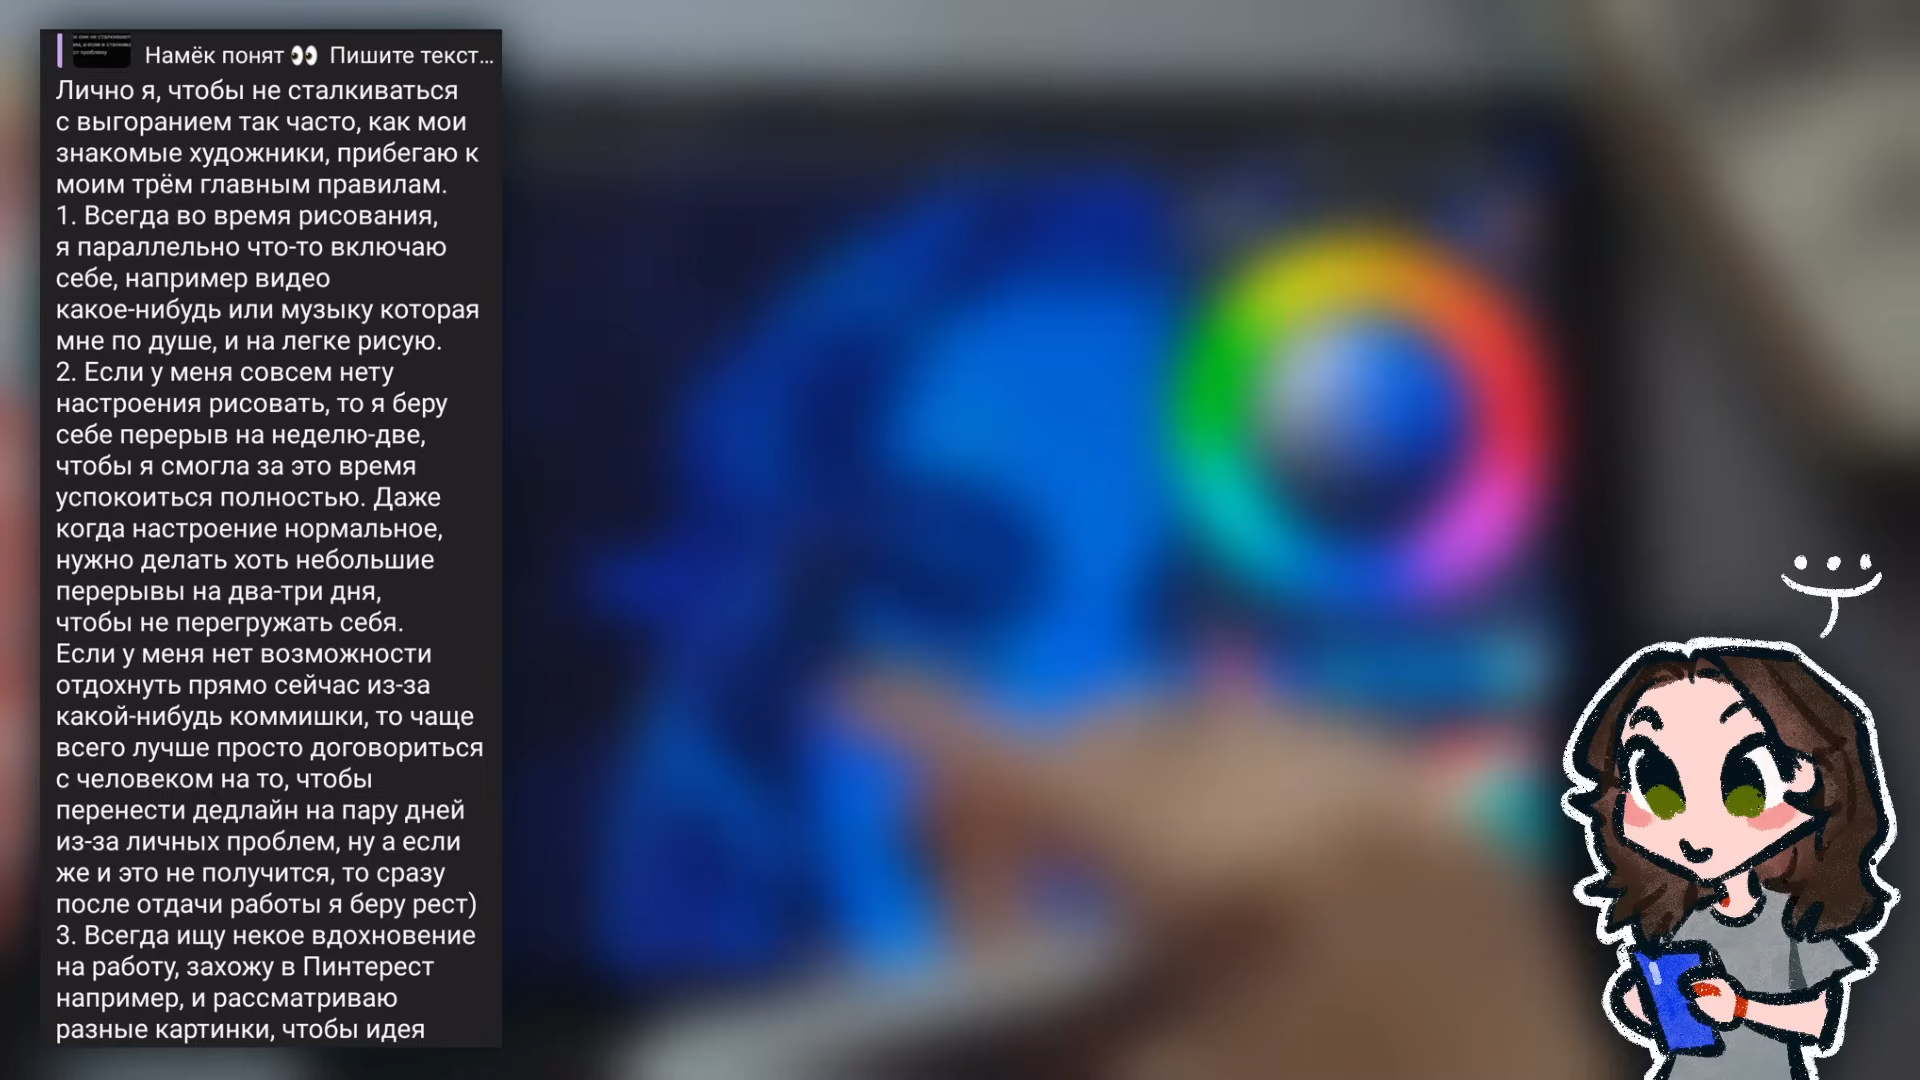 Намёк понят 👀 Пишите текст...
Лично я, чтобы не сталкиваться
с выгоранием так часто, как мои
знакомые художники, прибегаю к
моим трём главным правилам.
1. Всегда во время рисования,
я параллельно что-то включаю
себе, например видео
какое-нибудь или музыку которая
мне по душе, и на легке рисую.
2. Если у меня совсем нету
настроения рисовать, то я беру
себе перерыв на неделю-две,
чтобы я смогла за это время
успокоиться полностью. Даже
когда настроение нормальное,
нужно делать хоть небольшие
перерывы на два-три дня,
чтобы не перегружать себя.
Если у меня нет возможности
отдохнуть прямо сейчас из-за
какой-нибудь коммишки, то чаще
всего лучше просто договориться
с человеком на то, чтобы
перенести дедлайн на пару дней
из-за личных проблем, ну а если
же и это не получится, то сразу
после отдачи работы я беру рест)
3. Всегда ищу некое вдохновение
на работу, захожу в Пинтерест
например, и рассматриваю
разные картинки, чтобы идея